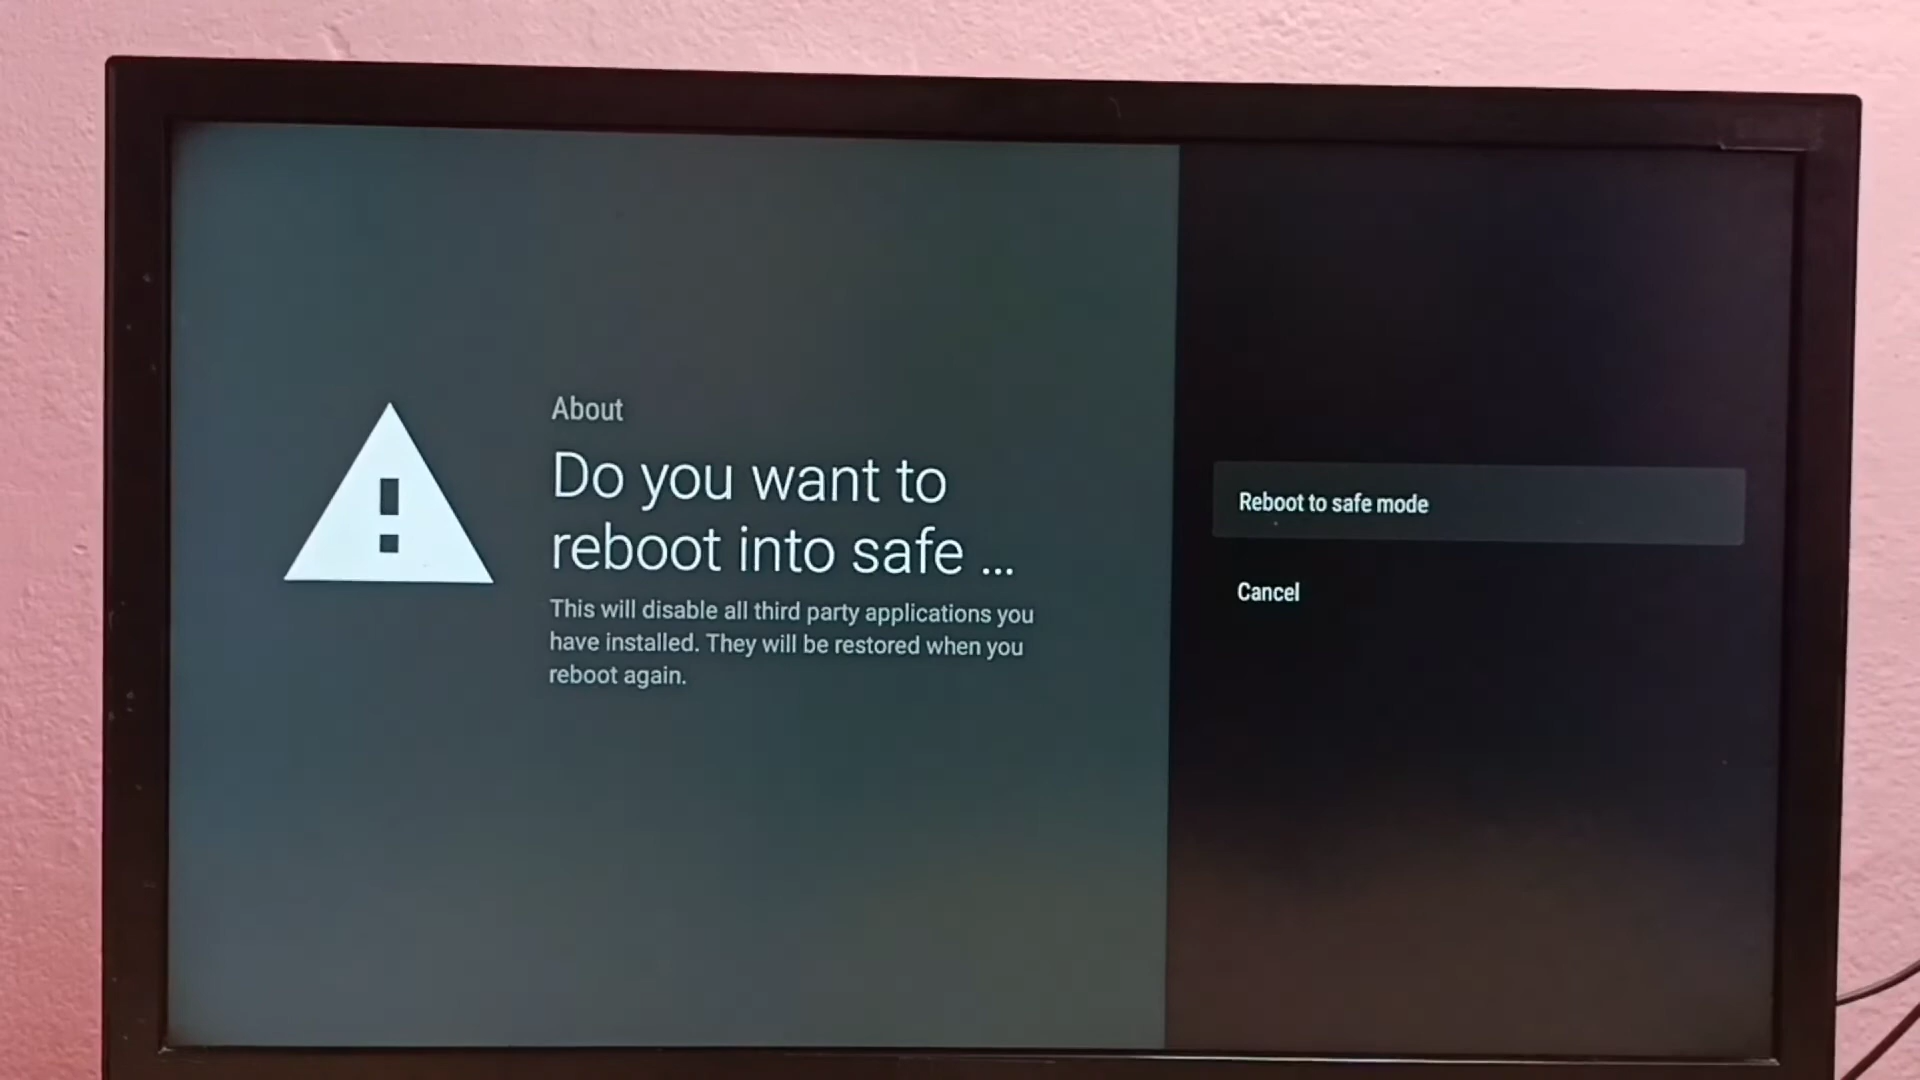 About
Do you want to
reboot into safe ...
This will disable all third party applications you
have installed. They will be restored when you
reboot again.
Reboot to safe mode
Cancel